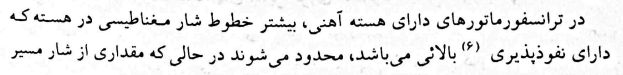 در ترانسفورماتورهای دارای هسته آهنی، بیشتر خطوط شار مغناطیسی در هسته که
دارای نفوذپذیری (۶) بالائی می‌باشد، محدود می‌شوند در حالی که مقداری از شار مسیر